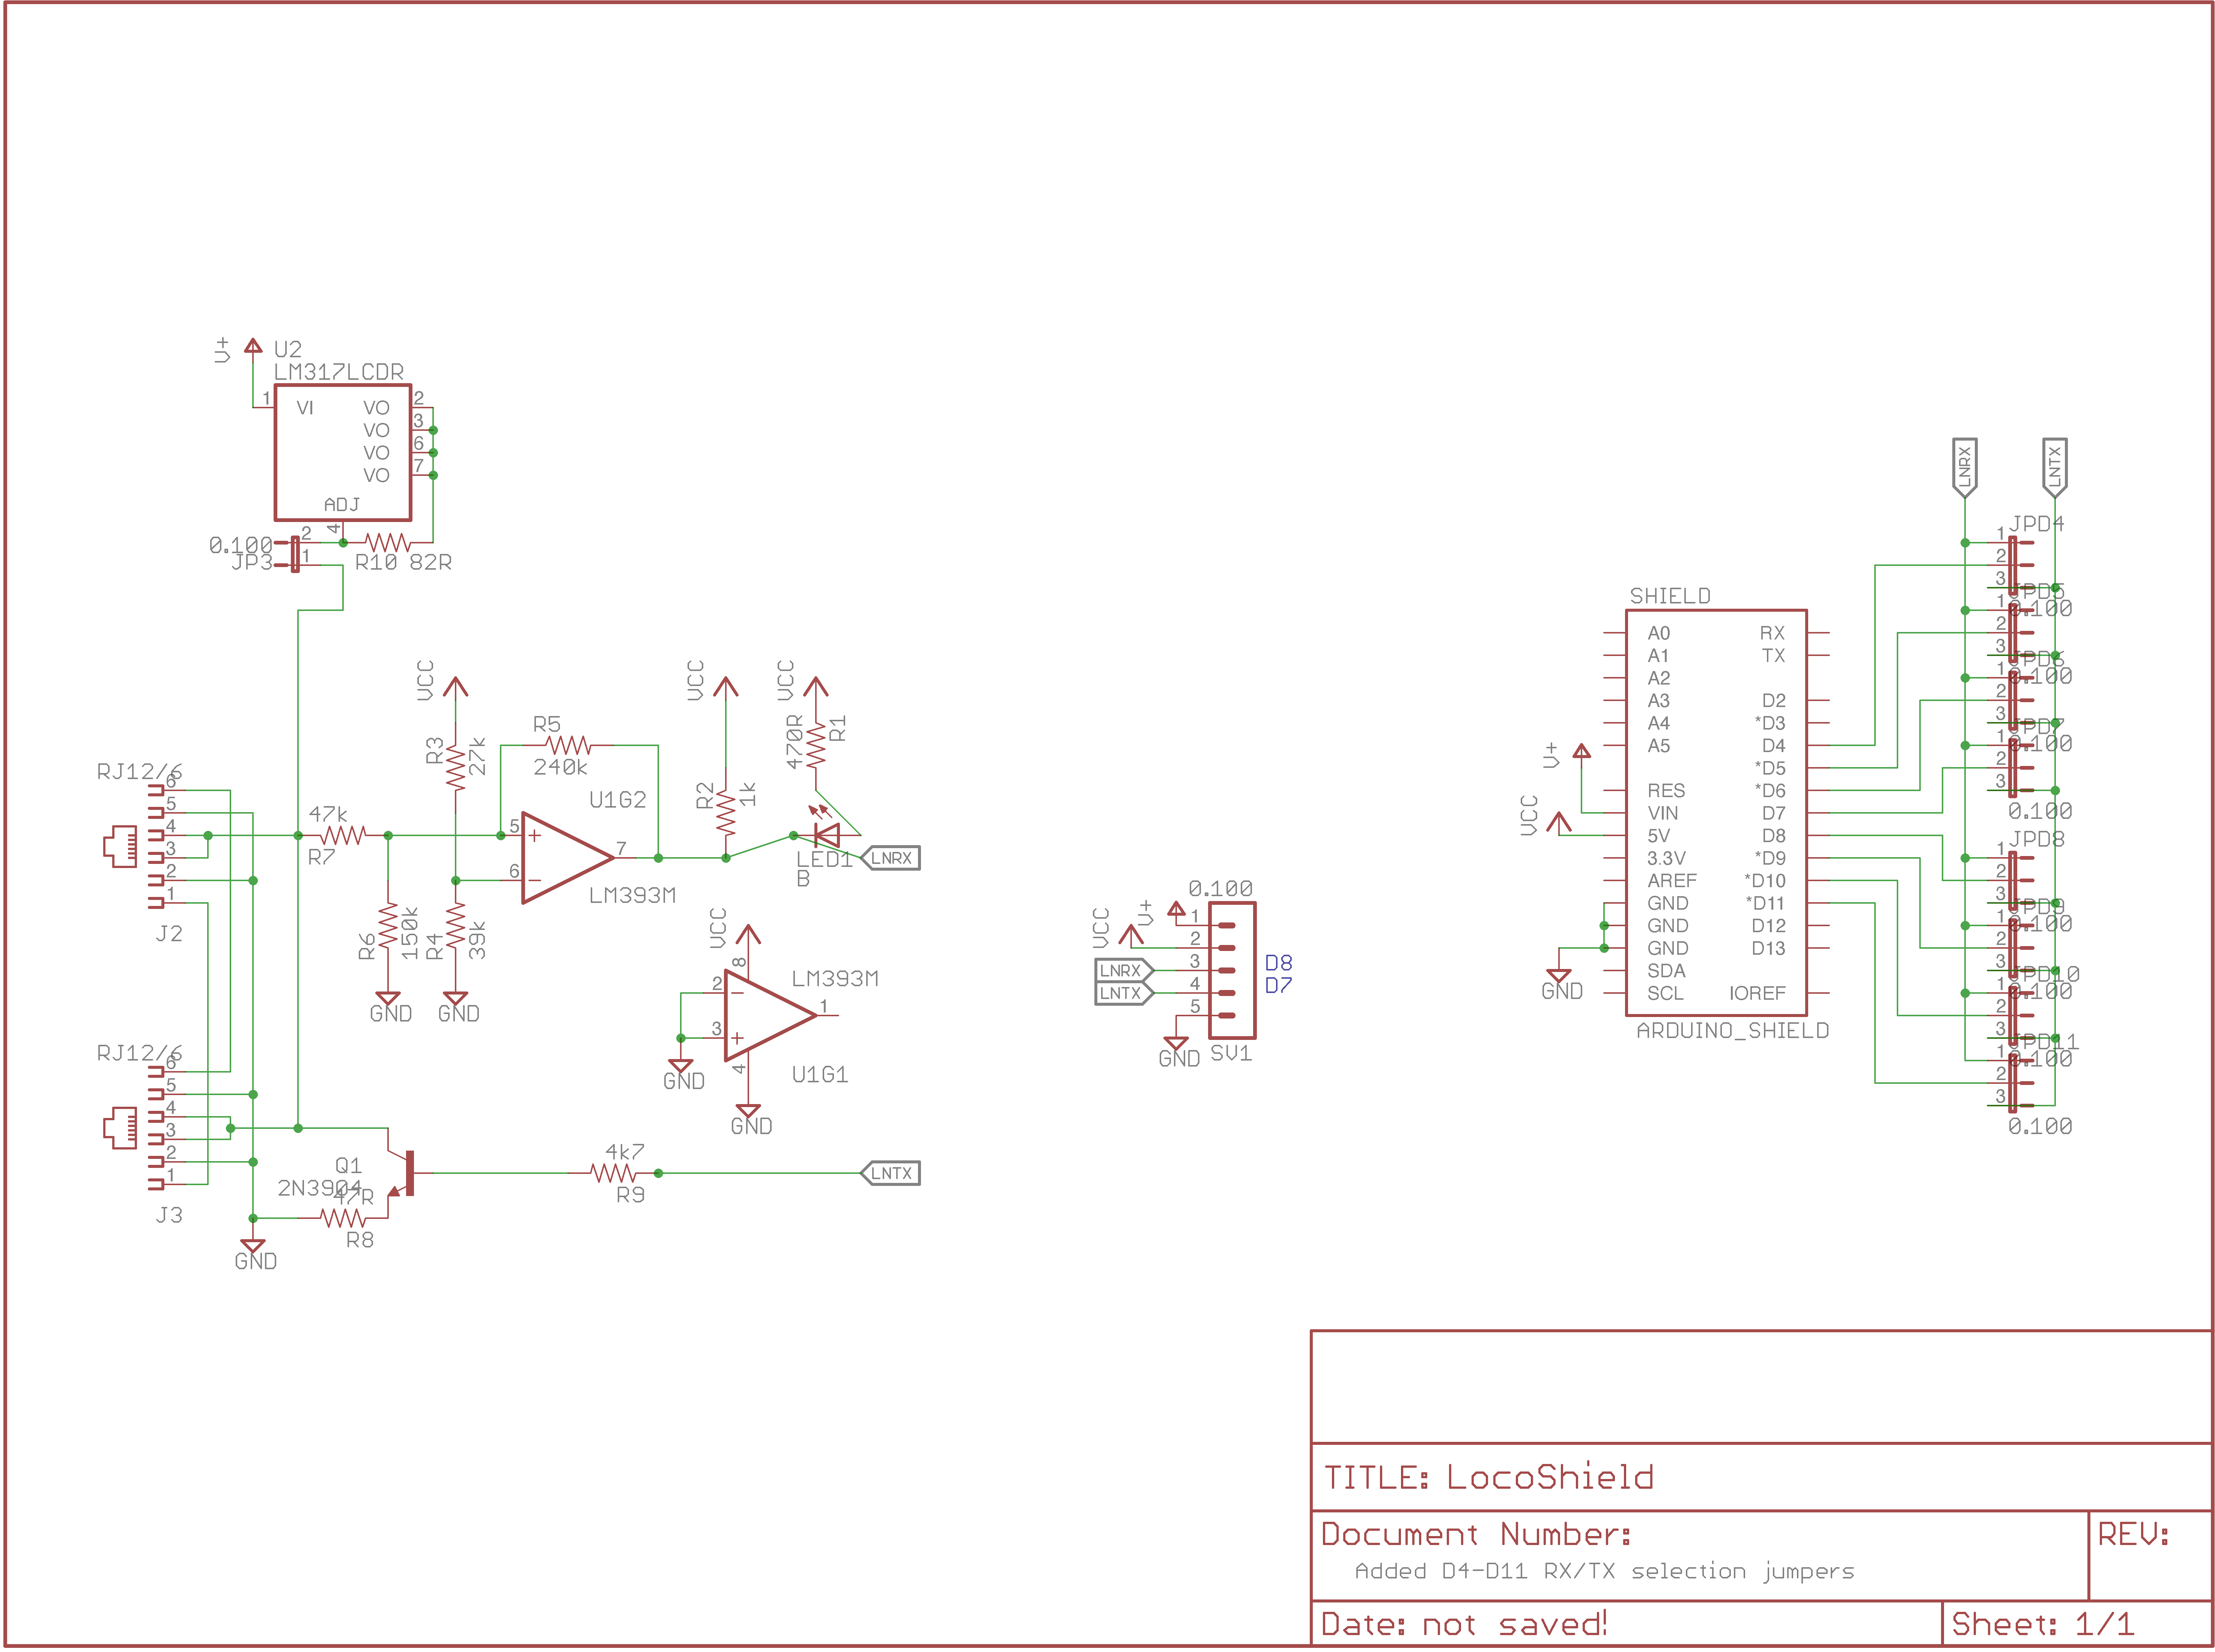 V+
U2
LM317LCDR
1
VI
VO
2
VO
3
VO
6
VO
7
ADJ
4
0.100
2
JP3
1
R10 82R
VCC
R3
27k
R5
240k
VCC
R2
1k
VCC
470R
R1
U1G2
5
6
7
LM393M
LED1
B
LNRX
RJ12/6
6
5
4
3
2
1
J2
47k
R7
R6
150k
R4
39k
GND
GND
VCC
8
LM393M
2
3
1
4
GND
U1G1
GND
RJ12/6
6
5
4
3
2
1
J3
Q1
2N3904
47R
R8
GND
4k7
R9
LNTX
0.100
VCC
V+
1
2
LNRX
3
D8
LNTX
4
D7
5
GND
SV1
SHIELD
V+
VCC
GND
A0
A1
A2
A3
A4
A5
RES
VIN
5V
3.3V
AREF
GND
GND
GND
SDA
SCL
RX
TX
D2
*D3
D4
*D5
*D6
D7
D8
*D9
*D10
*D11
D12
D13
IOREF
ARDUINO_SHIELD
LNRX
LNTX
JPD4
1
2
3
JPD5
0.100
1
2
3
JPD6
0.100
1
2
3
JPD7
0.100
1
2
3
0.100
JPD8
1
2
3
JPD9
0.100
1
2
3
JPD10
0.100
1
2
3
JPD11
0.100
1
2
3
0.100
TITLE: LocoShield
Document Number:
REV:
Added D4-D11 RX/TX selection jumpers
Date: not saved!
Sheet: 1/1